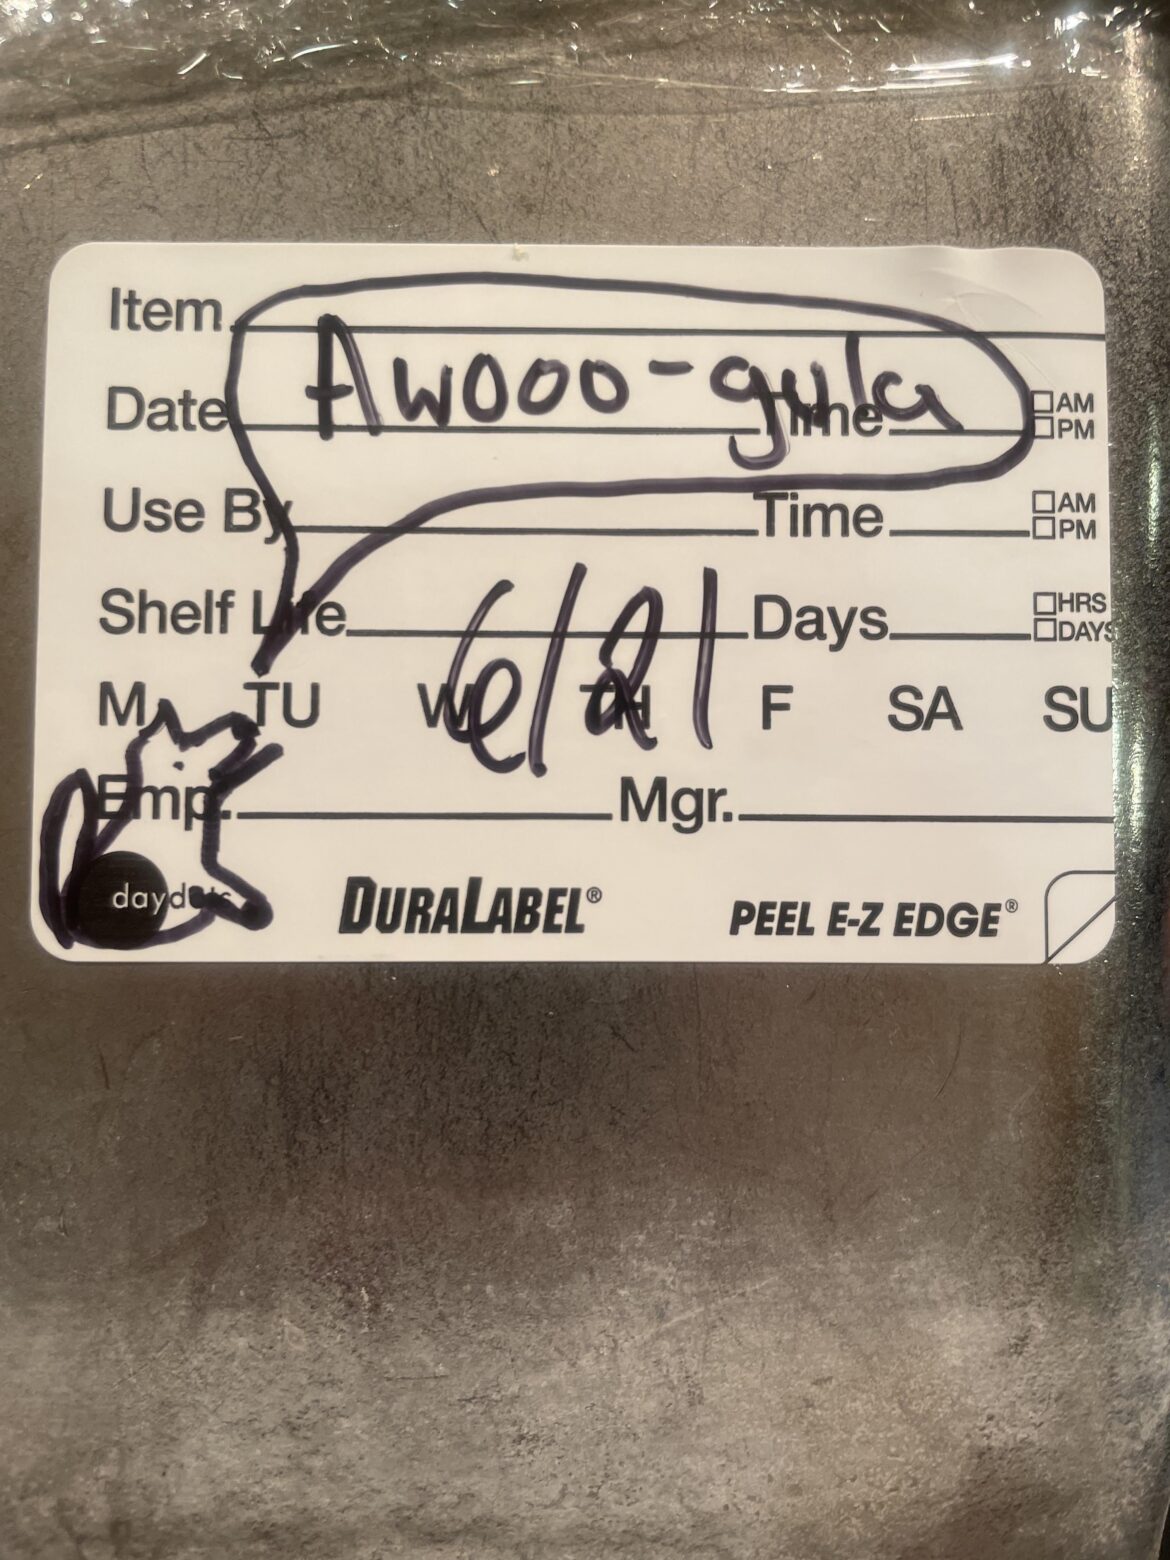 Item
Awooo-gula
Date Time AM
PM
Use By Time AM
PM
Shelf Life Days HRS
DAYS
6/21
M TU W TH F SA SU
Emp. Mgr.
daydots DURALABEL® PEEL E-Z EDGE®